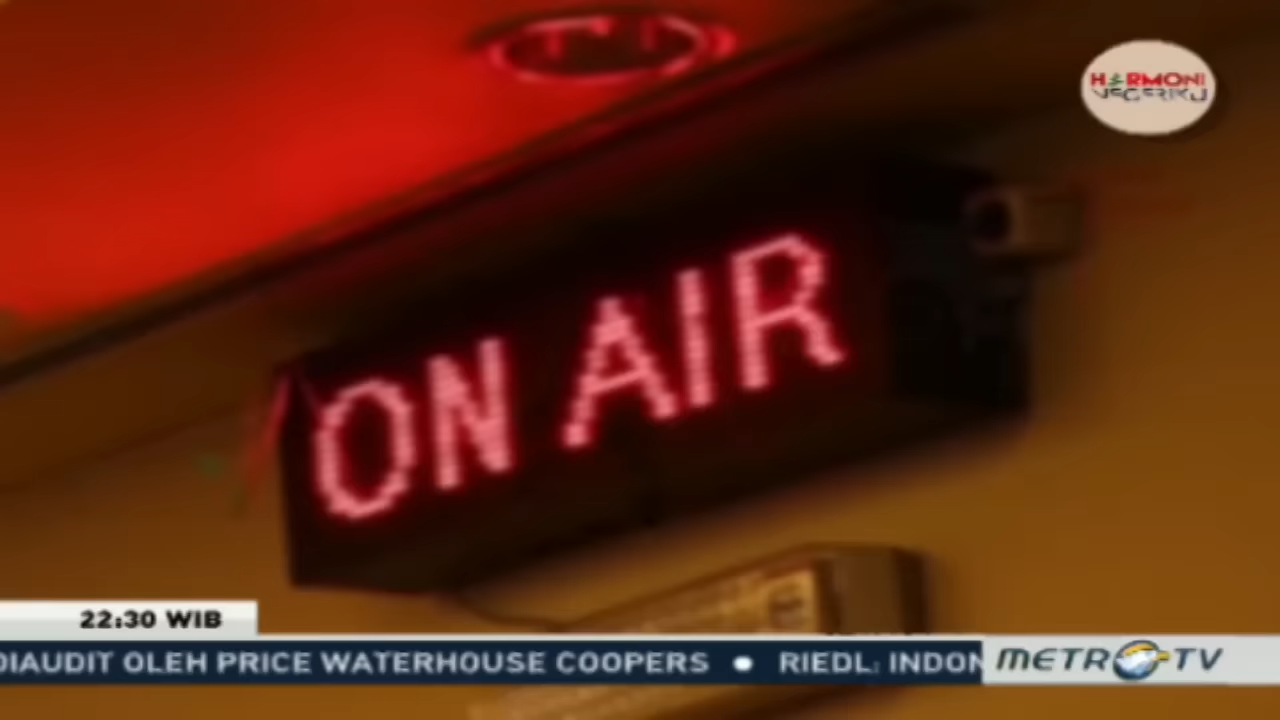 HARMONI
NEGERIKU
ON AIR
22:30 WIB
DIAUDIT OLEH PRICE WATERHOUSE COOPERS ● RIEDL: INDON
METRO TV